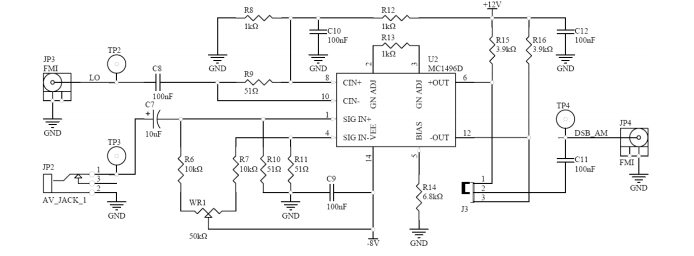 +12V
R8
1kΩ
C10
100nF
R12
1kΩ
R13
1kΩ
R15
3.9kΩ
R16
3.9kΩ
C12
100nF
GND
GND
GND
JP3
FMI
LO
TP2
C8
100nF
R9
51Ω
GND
U2
MC1496D
2
3
GN ADJ
GN ADJ
8
CIN+
10
CIN-
1
SIG IN+
4
SIG IN-
VEE
BIAS
+OUT
6
-OUT
12
14
5
C7
+
10uF
TP3
JP2
1
3
2
AV_JACK_1
GND
R6
10kΩ
R7
10kΩ
R10
51Ω
R11
51Ω
WR1
50kΩ
C9
100nF
GND
-8V
R14
6.8kΩ
GND
J3
1
2
3
TP4
DSB_AM
JP4
FMI
C11
100nF
GND
GND